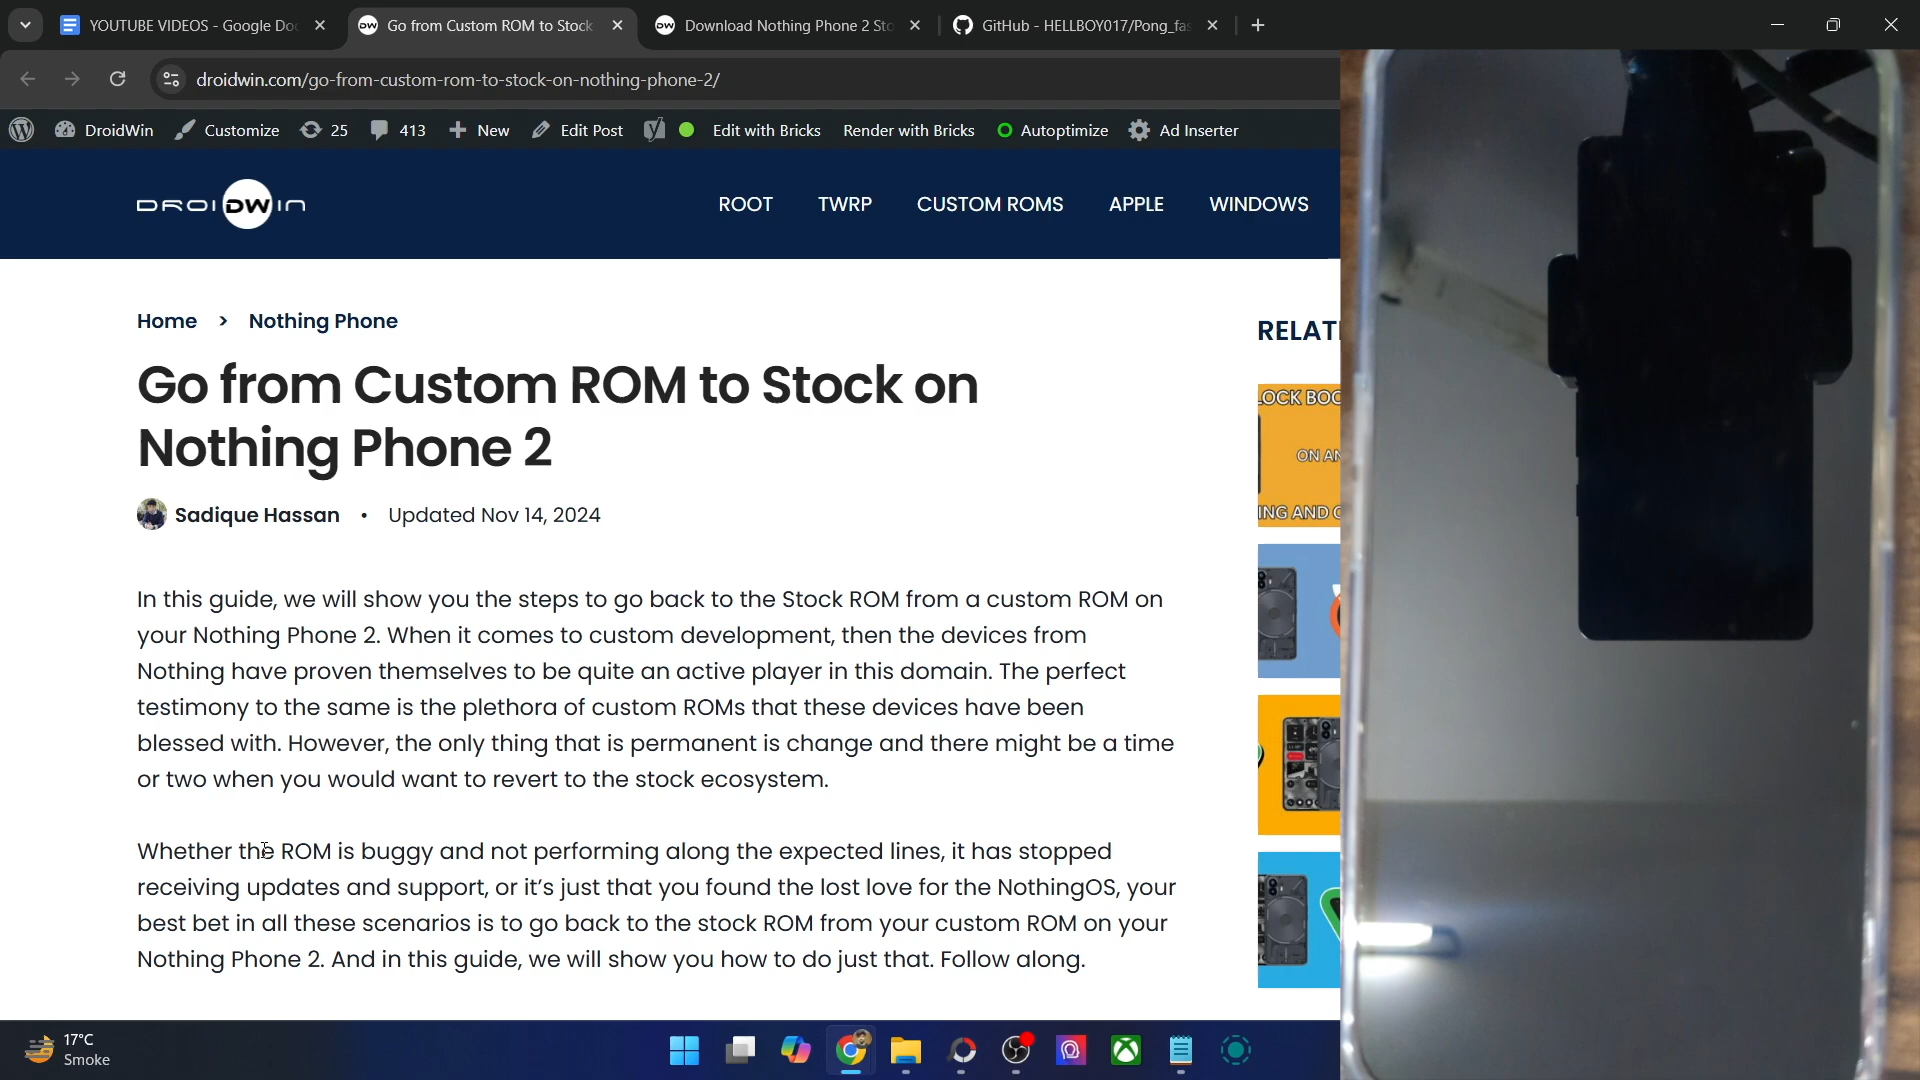 YOUTUBE VIDEOS - Google Do
Go from Custom ROM to Stock
Download Nothing Phone 2 Sto
GitHub - HELLBOY017/Pong_fas
droidwin.com/go-from-custom-rom-to-stock-on-nothing-phone-2/
DroidWin
Customize
25
413
New
Edit Post
Edit with Bricks
Render with Bricks
Autoptimize
Ad Inserter
DROIDWIN
ROOT
TWRP
CUSTOM ROMS
APPLE
WINDOWS
Home > Nothing Phone
Go from Custom ROM to Stock on
Nothing Phone 2
Sadique Hassan • Updated Nov 14, 2024
In this guide, we will show you the steps to go back to the Stock ROM from a custom ROM on
your Nothing Phone 2. When it comes to custom development, then the devices from
Nothing have proven themselves to be quite an active player in this domain. The perfect
testimony to the same is the plethora of custom ROMs that these devices have been
blessed with. However, the only thing that is permanent is change and there might be a time
or two when you would want to revert to the stock ecosystem.
Whether the ROM is buggy and not performing along the expected lines, it has stopped
receiving updates and support, or it's just that you found the lost love for the NothingOS, your
best bet in all these scenarios is to go back to the stock ROM from your custom ROM on your
Nothing Phone 2. And in this guide, we will show you how to do just that. Follow along.
RELAT
LOCK BOO
ON AN
ING AND
17°C
Smoke